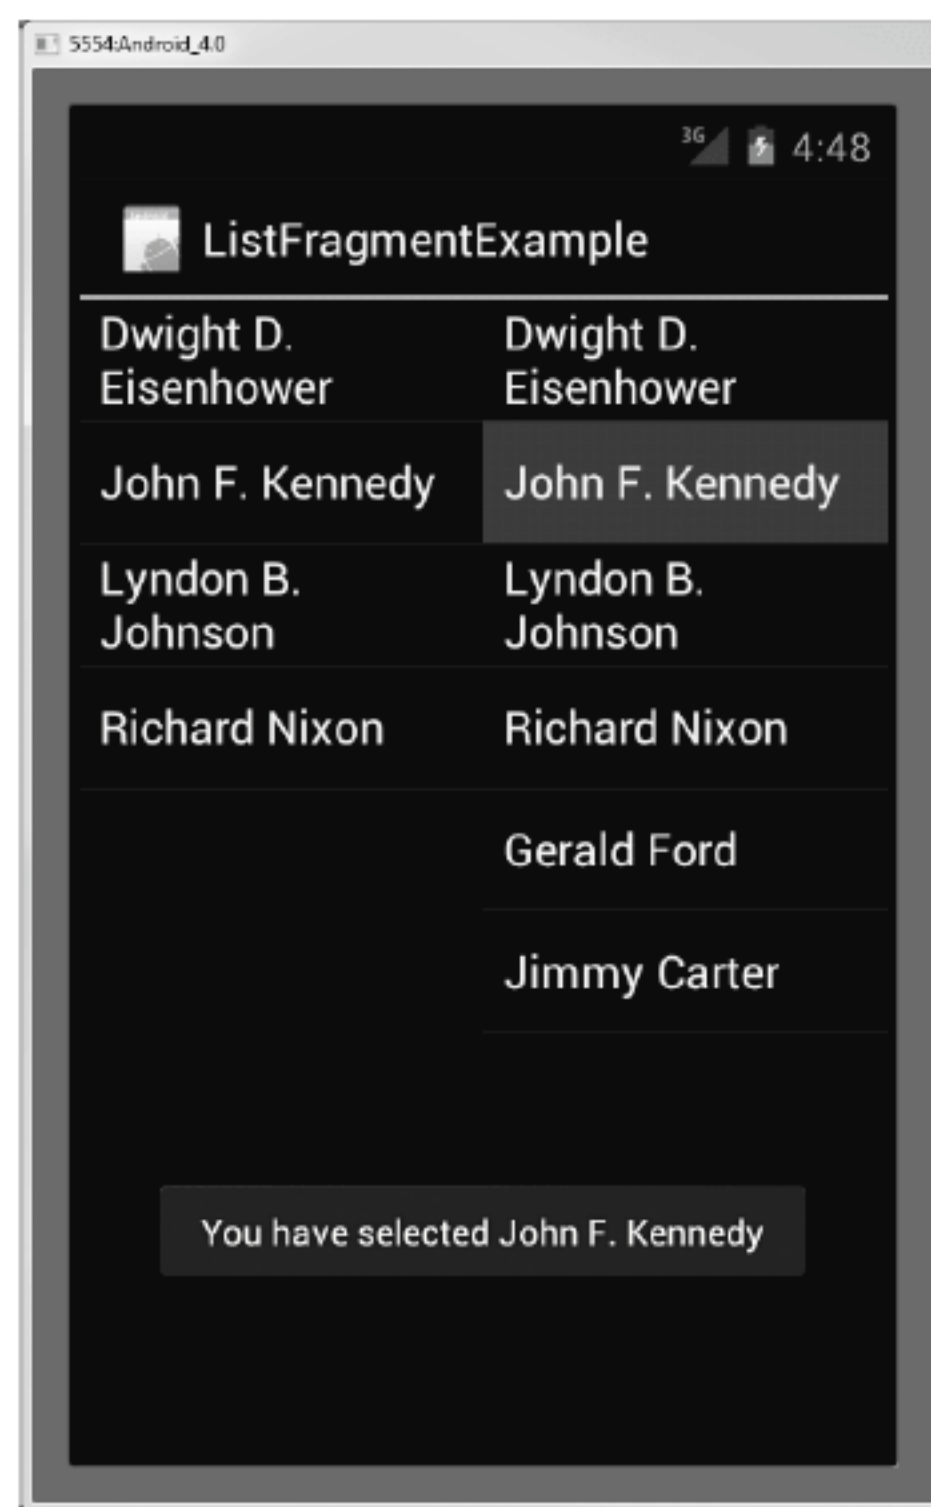 5554:Android_4.0
3G 4:48
ListFragmentExample
Dwight D.
Eisenhower
John F. Kennedy
Lyndon B.
Johnson
Richard Nixon
Dwight D.
Eisenhower
John F. Kennedy
Lyndon B.
Johnson
Richard Nixon
Gerald Ford
Jimmy Carter
You have selected John F. Kennedy